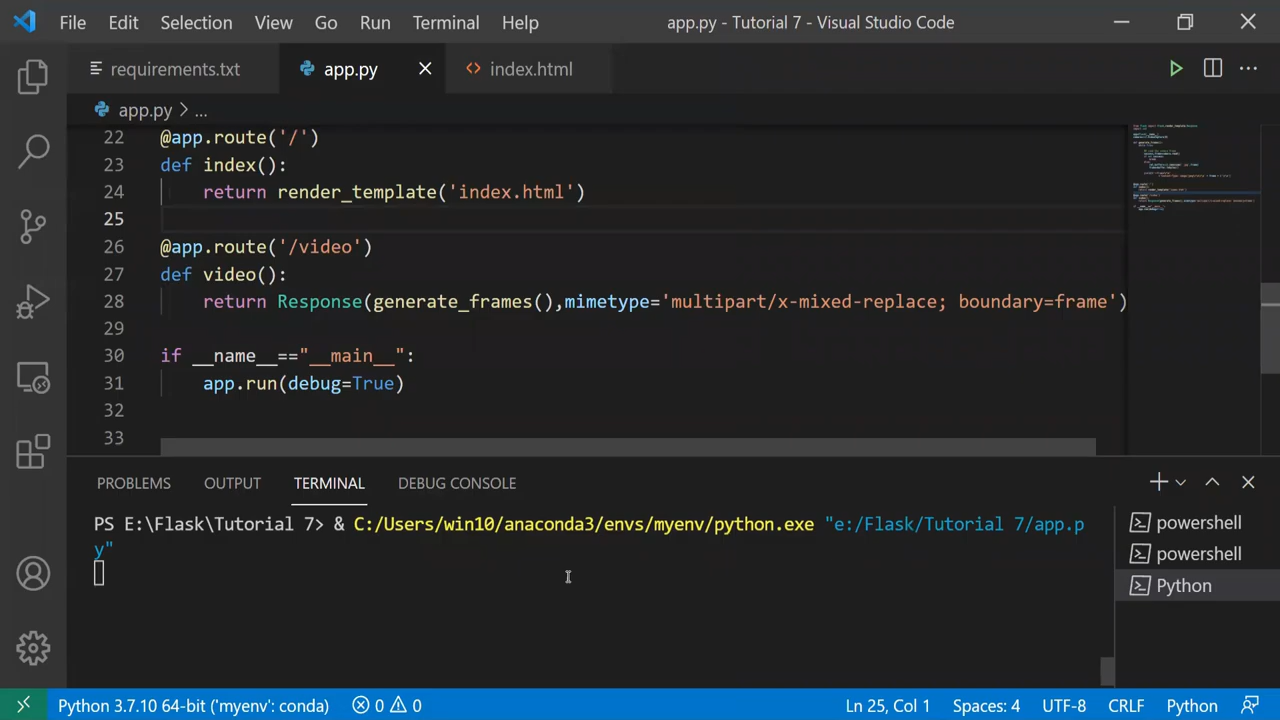 File Edit Selection View Go Run Terminal Help app.py - Tutorial 7 - Visual Studio Code
requirements.txt app.py index.html
app.py > ...
22 @app.route('/')
23 def index():
24 return render_template('index.html')
25
26 @app.route('/video')
27 def video():
28 return Response(generate_frames(),mimetype='multipart/x-mixed-replace; boundary=frame')
29
30 if __name__=="__main__":
31 app.run(debug=True)
32
33
PROBLEMS OUTPUT TERMINAL DEBUG CONSOLE
PS E:\Flask\Tutorial 7> & C:/Users/win10/anaconda3/envs/myenv/python.exe "e:/Flask/Tutorial 7/app.p
y"
powershell
powershell
Python
Python 3.7.10 64-bit ('myenv': conda) 0 0 Ln 25, Col 1 Spaces: 4 UTF-8 CRLF Python